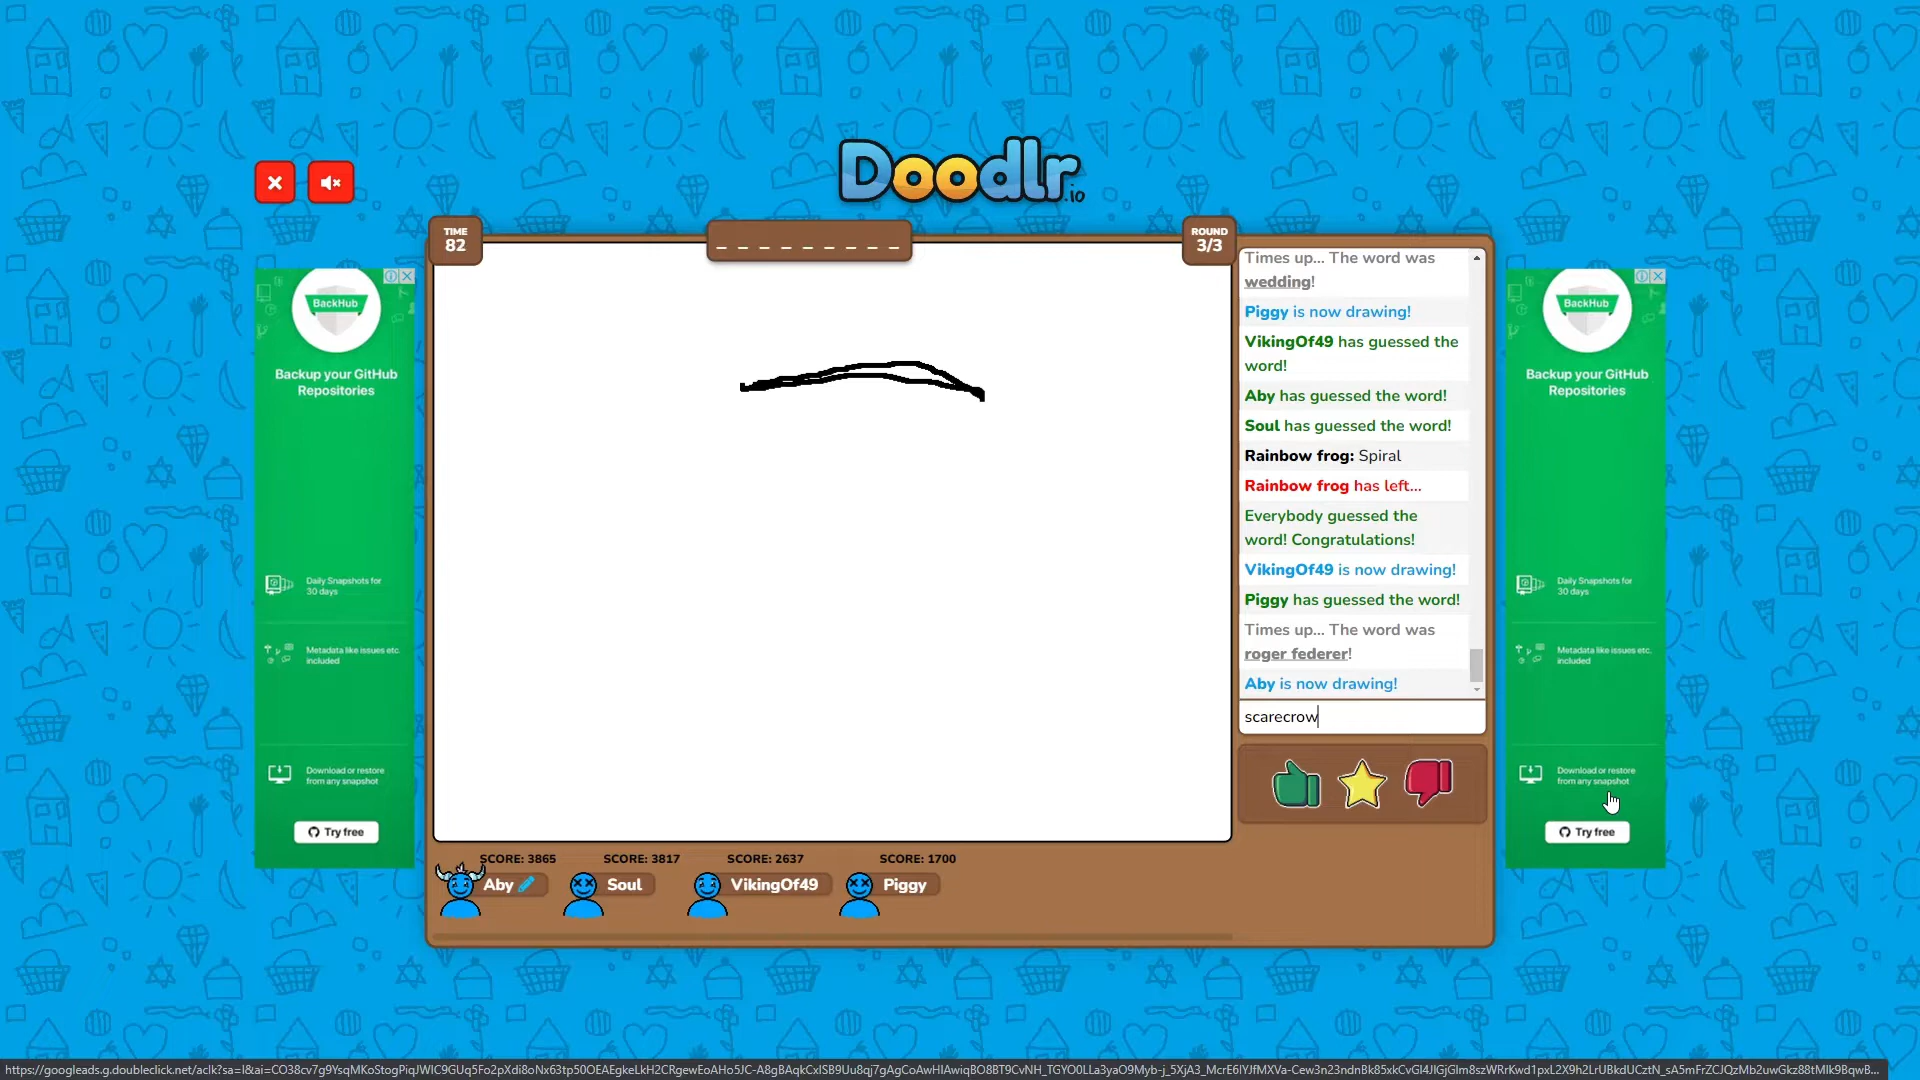 Doodlr.io
TIME
82
_ _ _ _ _ _ _ _ _
ROUND
3/3
BackHub
Backup your GitHub
Repositories
Daily Snapshots for
30 days
Metadata like issues etc.
included
Download or restore
from any snapshot
Try free
Times up... The word was
wedding!
Piggy is now drawing!
VikingOf49 has guessed the
word!
Aby has guessed the word!
Soul has guessed the word!
Rainbow frog: Spiral
Rainbow frog has left...
Everybody guessed the
word! Congratulations!
VikingOf49 is now drawing!
Piggy has guessed the word!
Times up... The word was
roger federer!
Aby is now drawing!
scarecrow
BackHub
Backup your GitHub
Repositories
Daily Snapshots for
30 days
Metadata like issues etc.
included
Download or restore
from any snapshot
Try free
SCORE: 3865
Aby
SCORE: 3817
Soul
SCORE: 2637
VikingOf49
SCORE: 1700
Piggy